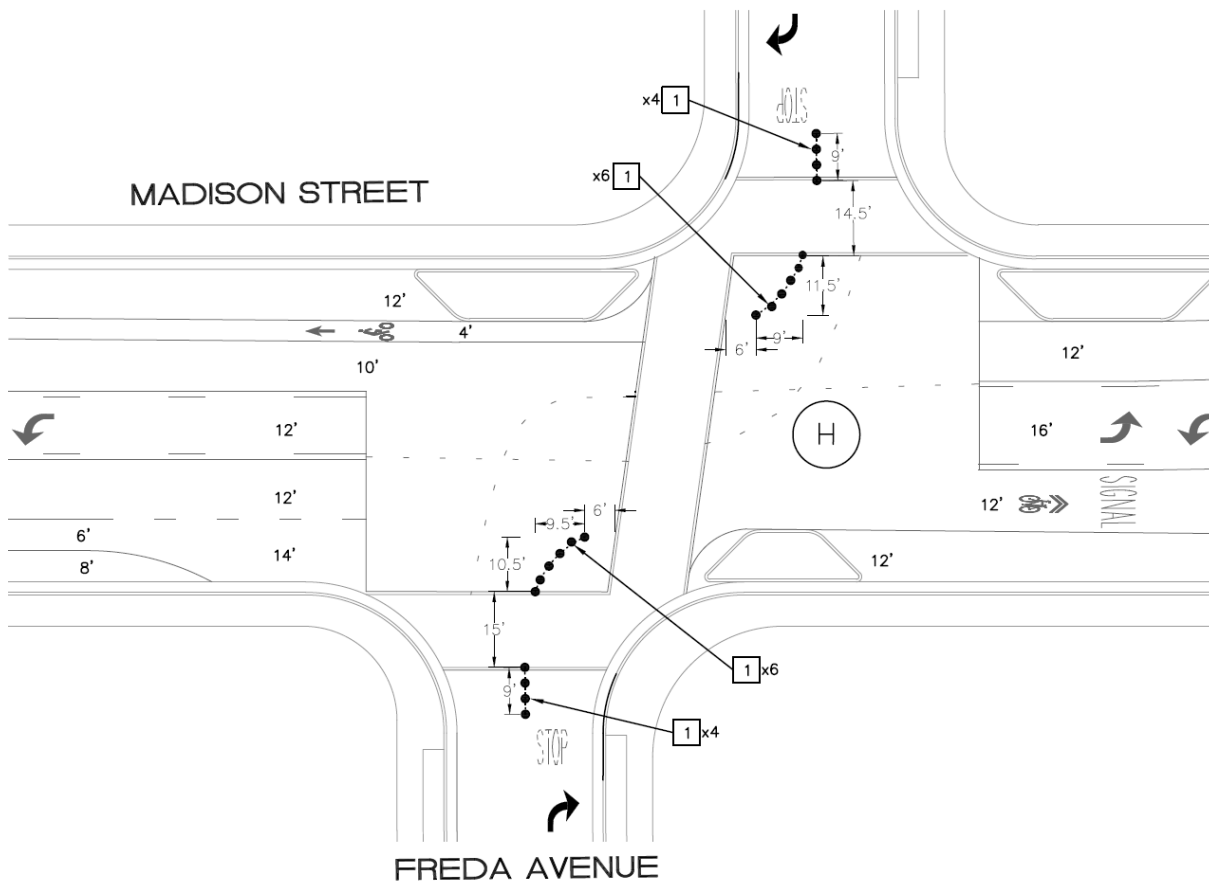 STOP
x4 1
9'
MADISON STREET
x6 1
14.5'
12'
4'
10'
11.5'
6' 9'
12'
12'
H
16'
12'
12'
SIGNAL
6'
14'
8'
9.5' 6'
10.5'
12'
15'
1 x6
9'
1 x4
STOP
FREDA AVENUE